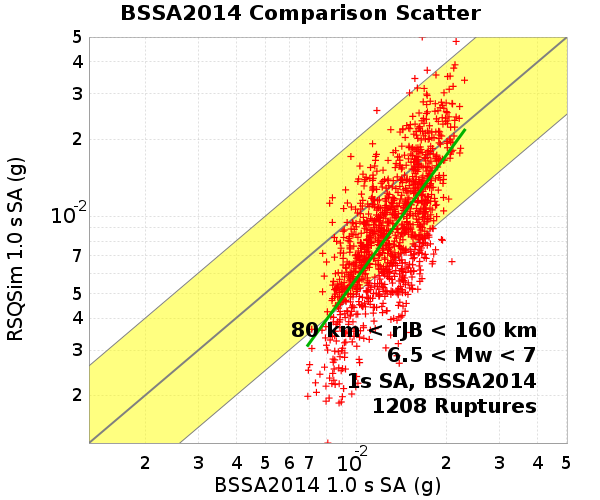 BSSA2014 Comparison Scatter
5
4
3
2
10-2
7
5
4
3
2
RSQSim 1.0 s SA (g)
80 km < rJB < 160 km
6.5 < Mw < 7
1s SA, BSSA2014
1208 Ruptures
2 3 4 5 6 7 10-2 2 3 4 5
BSSA2014 1.0 s SA (g)